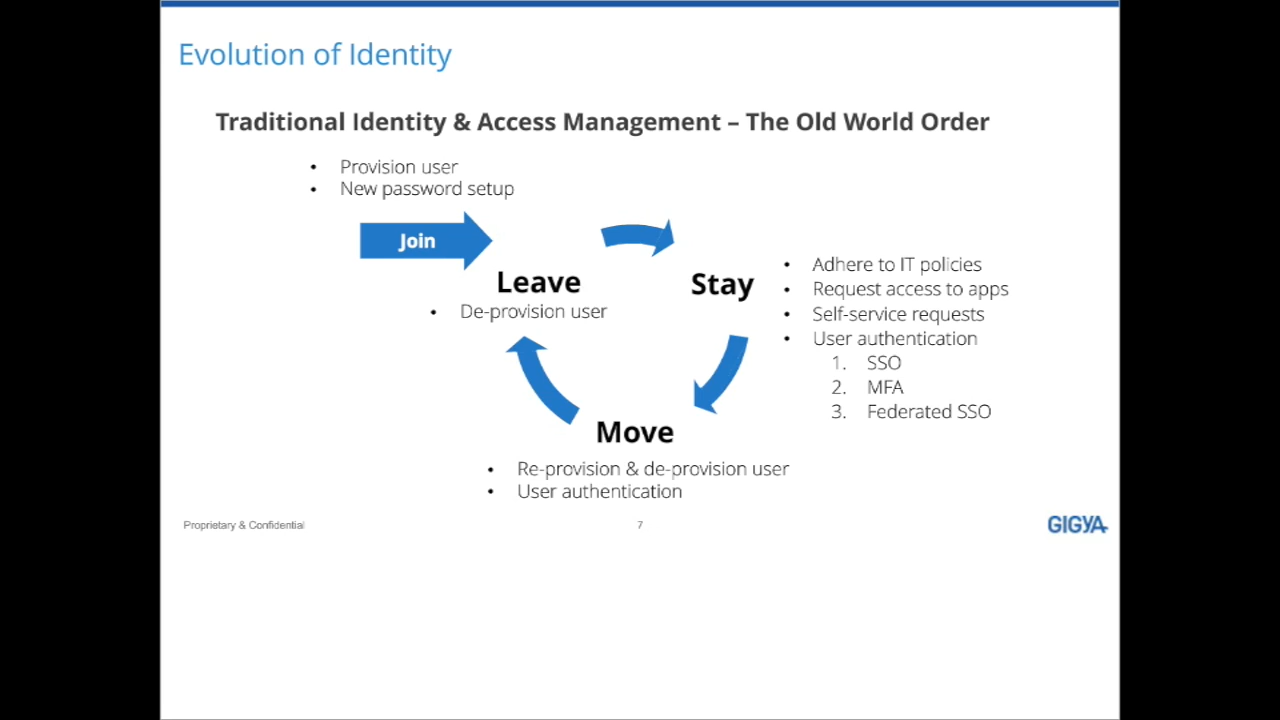 Evolution of Identity
Traditional Identity & Access Management – The Old World Order
• Provision user
• New password setup
Join
Leave
• De-provision user
Stay
• Adhere to IT policies
• Request access to apps
• Self-service requests
• User authentication
1. SSO
2. MFA
3. Federated SSO
Move
• Re-provision & de-provision user
• User authentication
Proprietary & Confidential
7
GIGYA